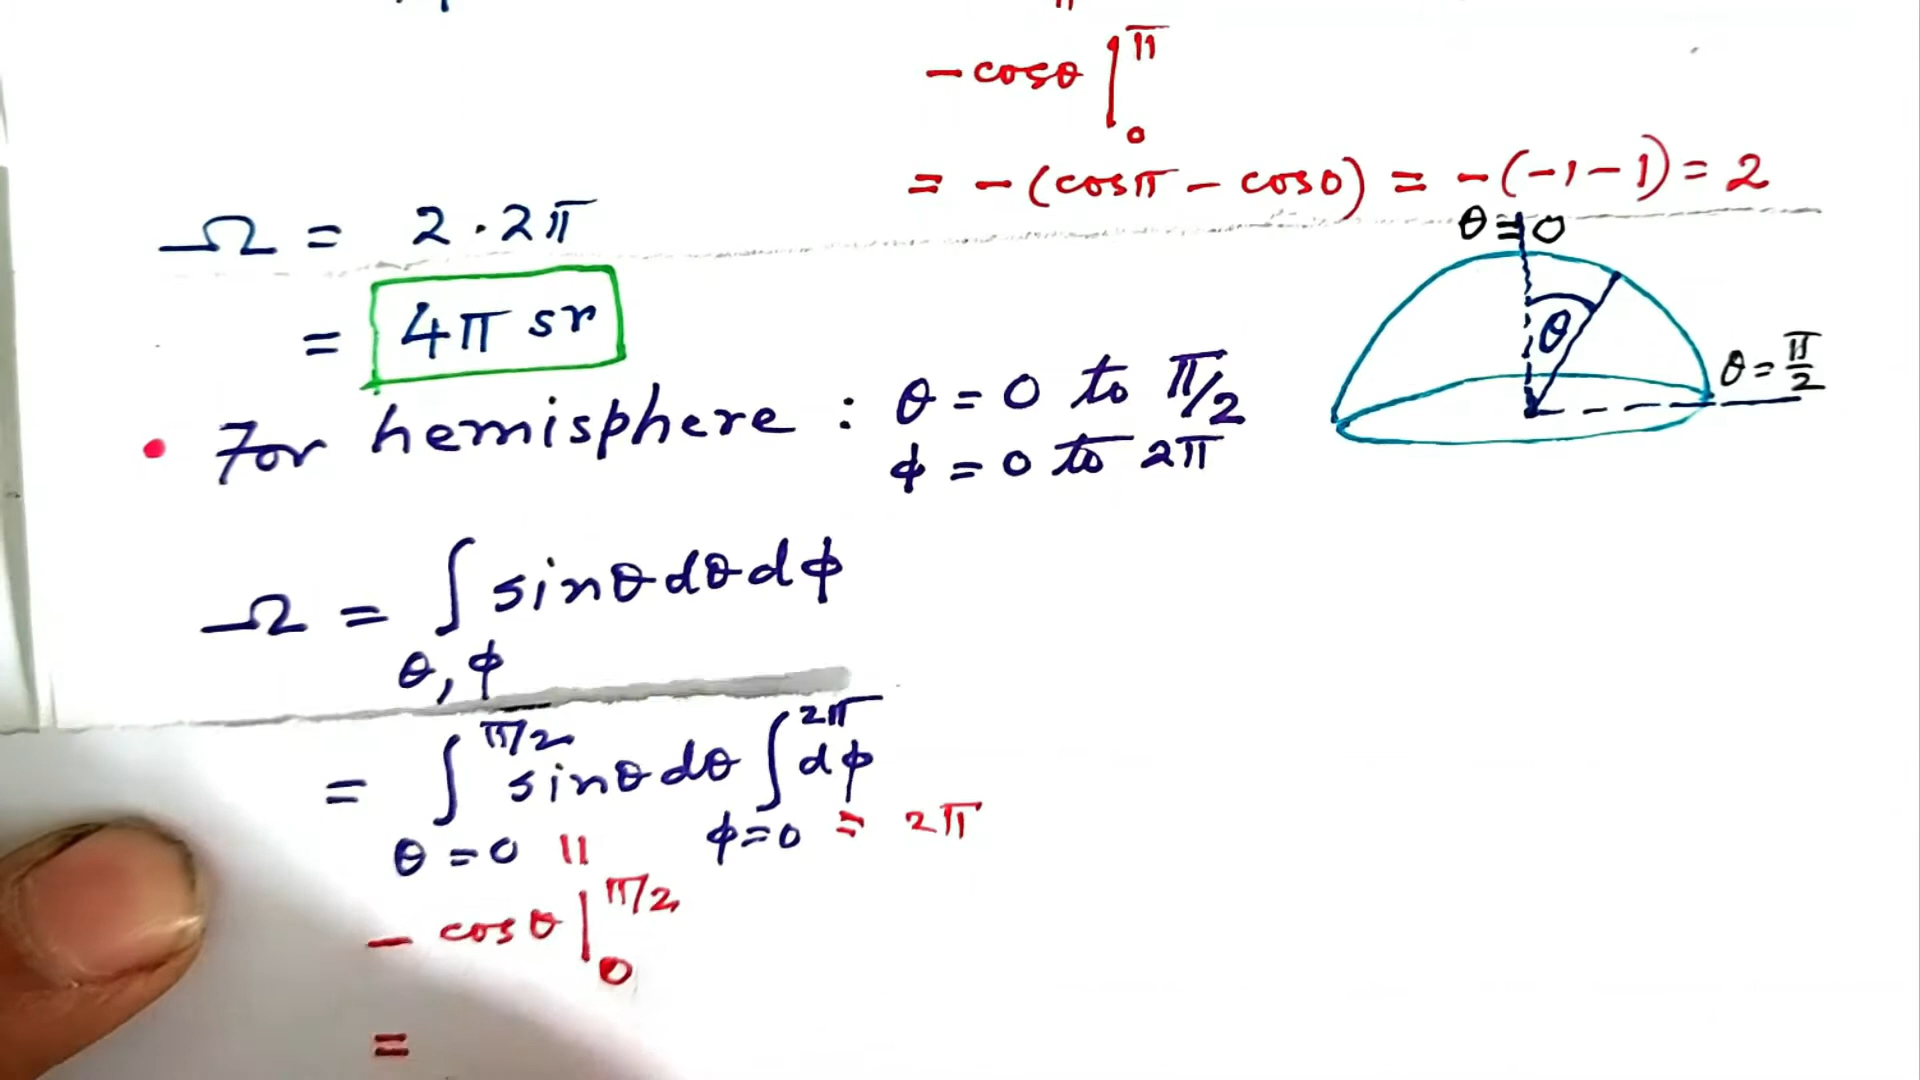 -cosθ |₀^π
= -(cosπ - cos0) = -(-1-1) = 2
Ω = 2·2π
= 4π sr
θ = 0
θ
θ = π/2
• For hemisphere : θ = 0 to π/2
ϕ = 0 to 2π
Ω = ∫ sinθdθdϕ
θ, ϕ
= ∫_{θ=0}^{π/2} sinθdθ ∫_{ϕ=0}^{2π} dϕ = 2π
॥
- cosθ |₀^{π/2}
=